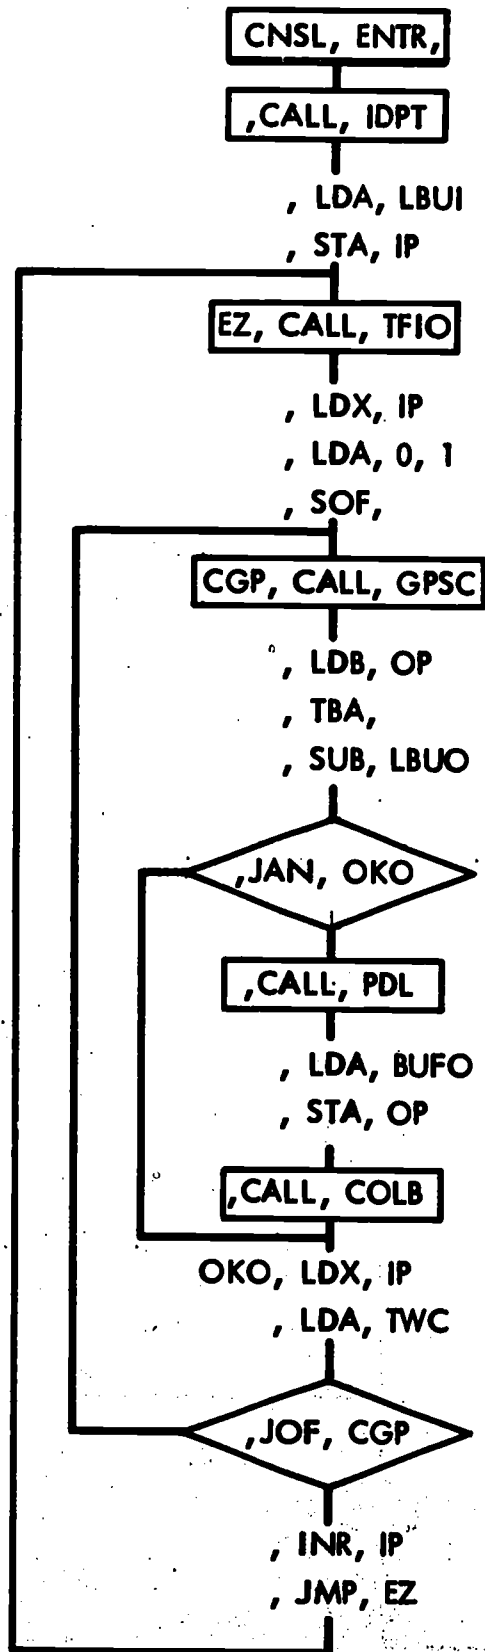 CNSL, ENTR,
,CALL, IDPT
, LDA, LBUI
, STA, IP
EZ, CALL, TFIO
, LDX, IP
, LDA, 0, 1
, SOF,
CGP, CALL, GPSC
, LDB, OP
, TBA,
, SUB, LBUO
,JAN, OKO
,CALL, PDL
, LDA, BUFO
, STA, OP
,CALL, COLB
OKO, LDX, IP
, LDA, TWC
,JOF, CGP
, INR, IP
, JMP, EZ